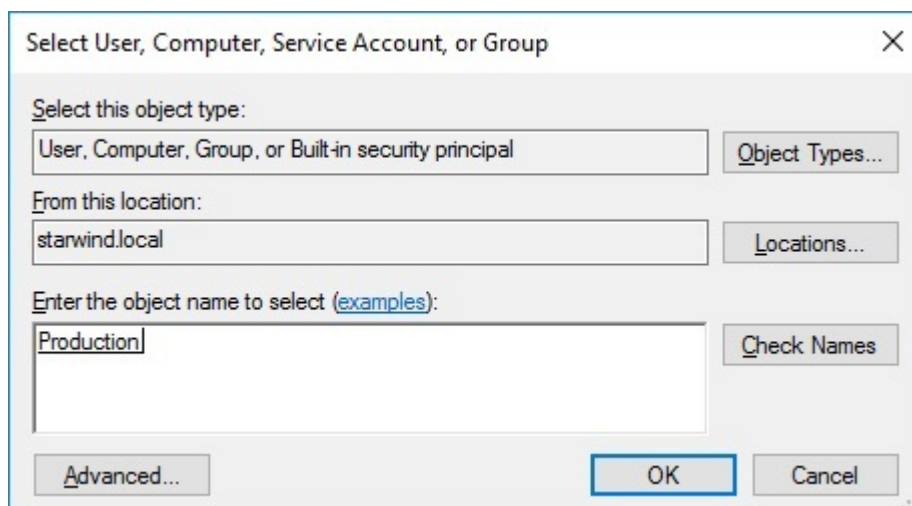 Select User, Computer, Service Account, or Group
Select this object type:
User, Computer, Group, or Built-in security principal
Object Types...
From this location:
starwind.local
Locations...
Enter the object name to select (examples):
Production
Check Names
Advanced...
OK
Cancel